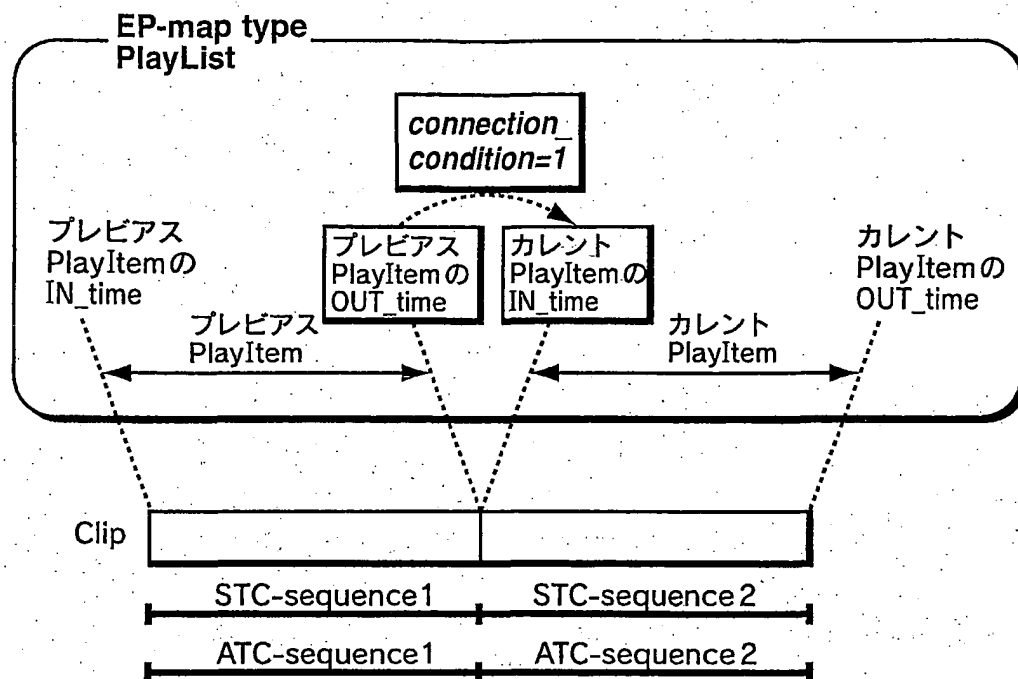 EP-map type
PlayList
connection_
condition=1
プレビアス
PlayItemの
IN_time
プレビアス
PlayItemの
OUT_time
カレント
PlayItemの
IN_time
カレント
PlayItemの
OUT_time
プレビアス
PlayItem
カレント
PlayItem
Clip
STC-sequence1
STC-sequence2
ATC-sequence1
ATC-sequence2